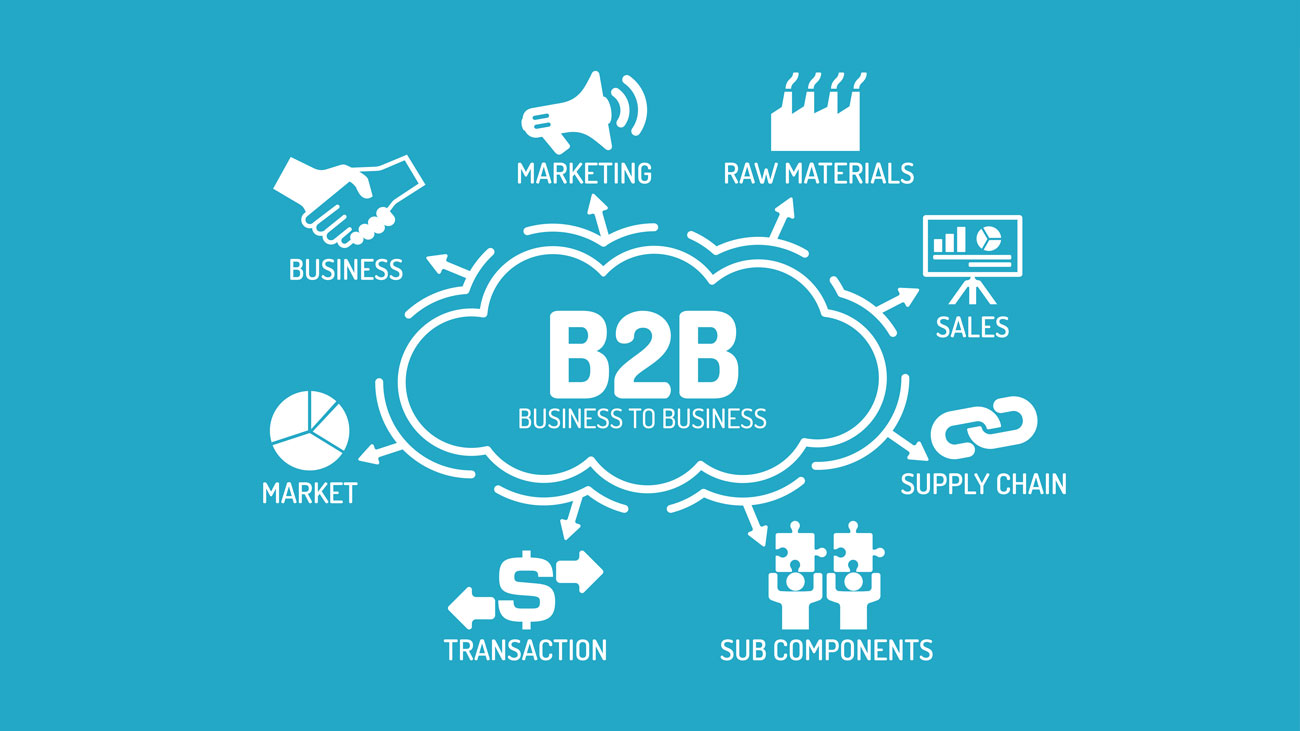 MARKETING
RAW MATERIALS
BUSINESS
SALES
B2B
BUSINESS TO BUSINESS
MARKET
SUPPLY CHAIN
$
TRANSACTION
SUB COMPONENTS